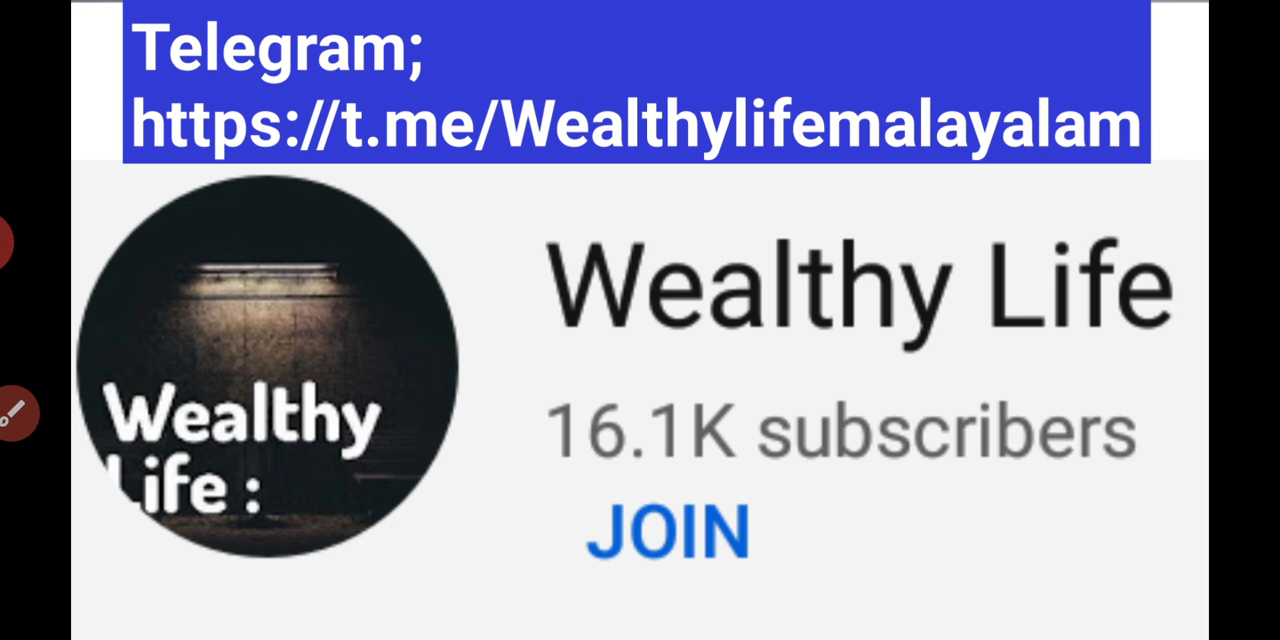 Telegram;
https://t.me/Wealthylifemalayalam
Wealthy Life
16.1K subscribers
JOIN
Wealthy
Life :